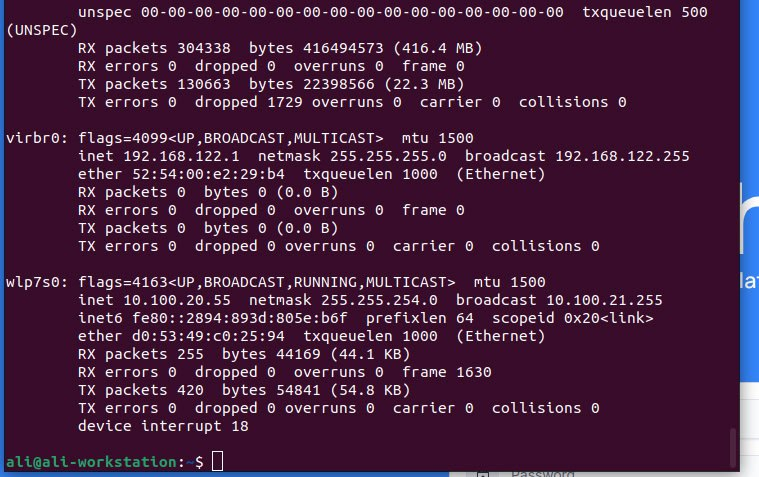 unspec 00-00-00-00-00-00-00-00-00-00-00-00-00-00-00-00  txqueuelen 500
(UNSPEC)
RX packets 304338  bytes 416494573 (416.4 MB)
RX errors 0  dropped 0  overruns 0  frame 0
TX packets 130663  bytes 22398566 (22.3 MB)
TX errors 0  dropped 1729 overruns 0  carrier 0  collisions 0
virbr0: flags=4099<UP,BROADCAST,MULTICAST>  mtu 1500
inet 192.168.122.1  netmask 255.255.255.0  broadcast 192.168.122.255
ether 52:54:00:e2:29:b4  txqueuelen 1000  (Ethernet)
RX packets 0  bytes 0 (0.0 B)
RX errors 0  dropped 0  overruns 0  frame 0
TX packets 0  bytes 0 (0.0 B)
TX errors 0  dropped 0 overruns 0  carrier 0  collisions 0
wlp7s0: flags=4163<UP,BROADCAST,RUNNING,MULTICAST>  mtu 1500
inet 10.100.20.55  netmask 255.255.254.0  broadcast 10.100.21.255
inet6 fe80::2894:893d:805e:b6f  prefixlen 64  scopeid 0x20<link>
ether d0:53:49:c0:25:94  txqueuelen 1000  (Ethernet)
RX packets 255  bytes 44169 (44.1 KB)
RX errors 0  dropped 0  overruns 0  frame 1630
TX packets 420  bytes 54841 (54.8 KB)
TX errors 0  dropped 0 overruns 0  carrier 0  collisions 0
device interrupt 18
ali@ali-workstation:~$
Password